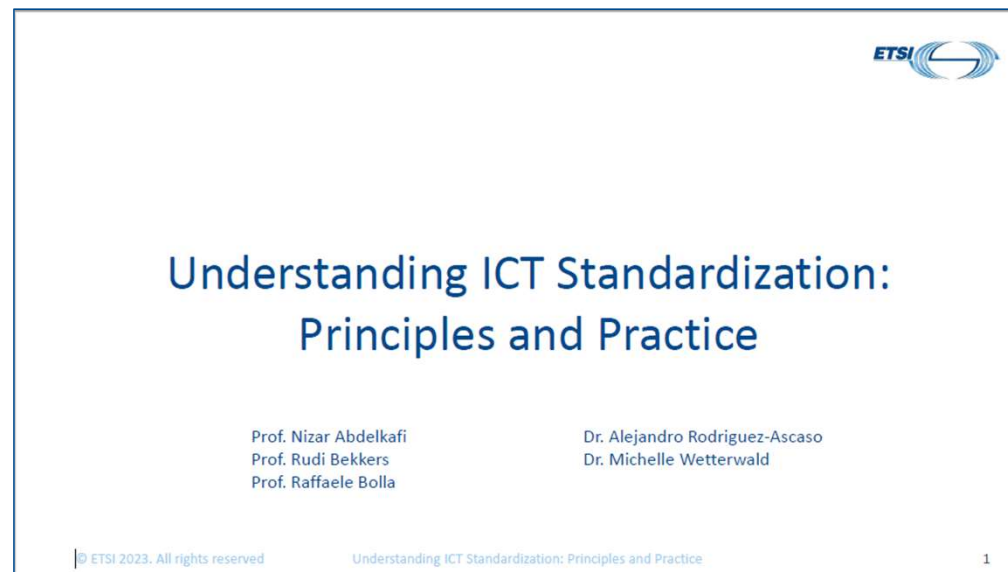 ETSI
Understanding ICT Standardization:
Principles and Practice
Prof. Nizar Abdelkafi
Prof. Rudi Bekkers
Prof. Raffaele Bolla
Dr. Alejandro Rodriguez-Ascaso
Dr. Michelle Wetterwald
© ETSI 2023. All rights reserved
Understanding ICT Standardization: Principles and Practice
1